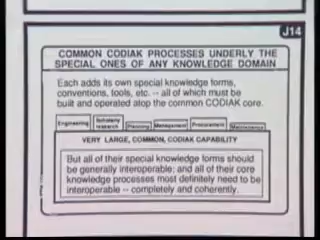 J14
COMMON CODIAK PROCESSES UNDERLY THE
SPECIAL ONES OF ANY KNOWLEDGE DOMAIN
Each adds its own special knowledge forms,
conventions, tools, etc. -- all of which must be
built and operated atop the common CODIAK core.
Engineering
Scholarly
research
Planning
Management
Procurement
Maintenance
VERY LARGE, COMMON, CODIAK CAPABILITY
But all of their special knowledge forms should
be generally interoperable; and all of their core
knowledge processes most definitely need to be
interoperable -- completely and coherently.